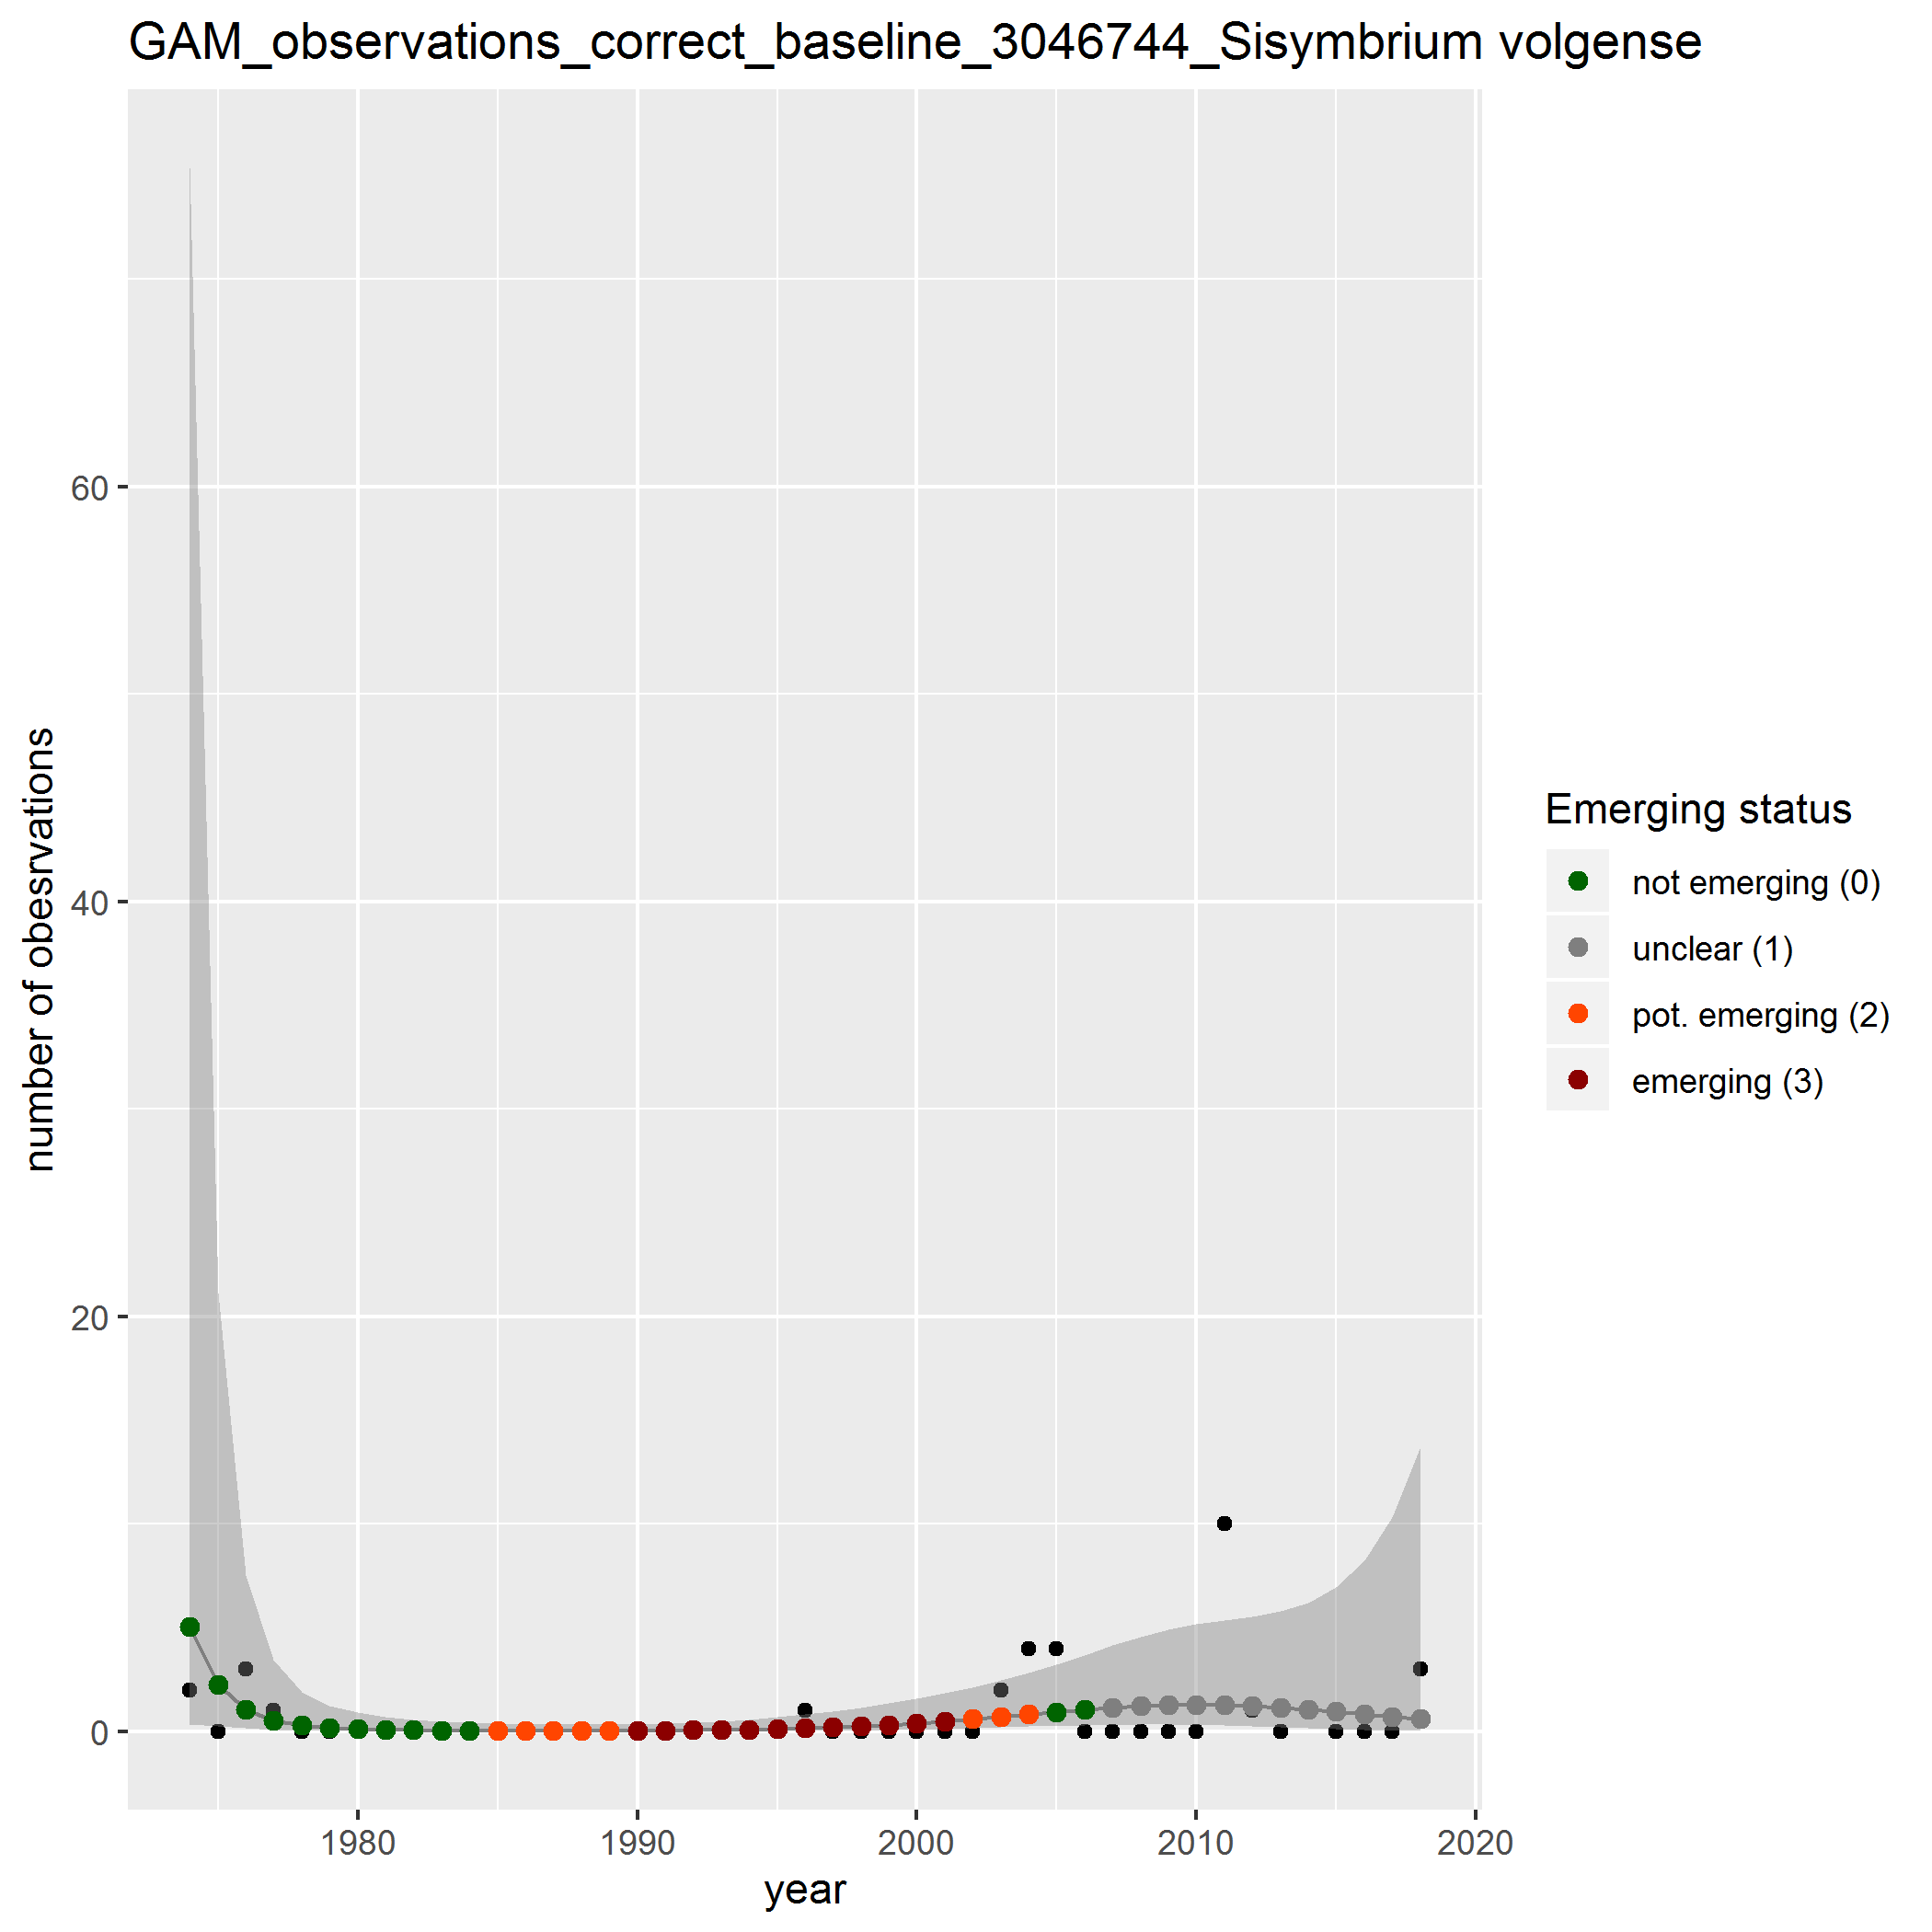 GAM_observations_correct_baseline_3046744_Sisymbrium volgense
number of obesrvations
60
40
20
0
1980
1990
2000
2010
2020
year
Emerging status
not emerging (0)
unclear (1)
pot. emerging (2)
emerging (3)